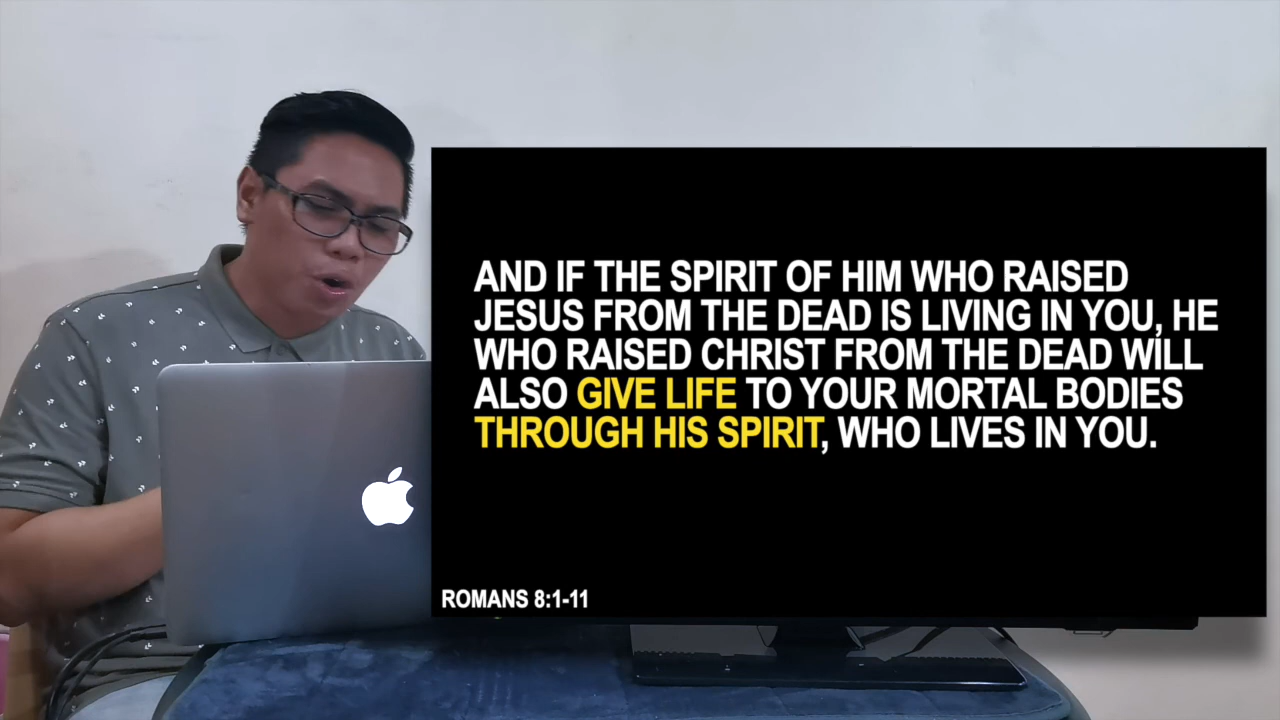 AND IF THE SPIRIT OF HIM WHO RAISED
JESUS FROM THE DEAD IS LIVING IN YOU, HE
WHO RAISED CHRIST FROM THE DEAD WILL
ALSO GIVE LIFE TO YOUR MORTAL BODIES
THROUGH HIS SPIRIT, WHO LIVES IN YOU.
ROMANS 8:1-11